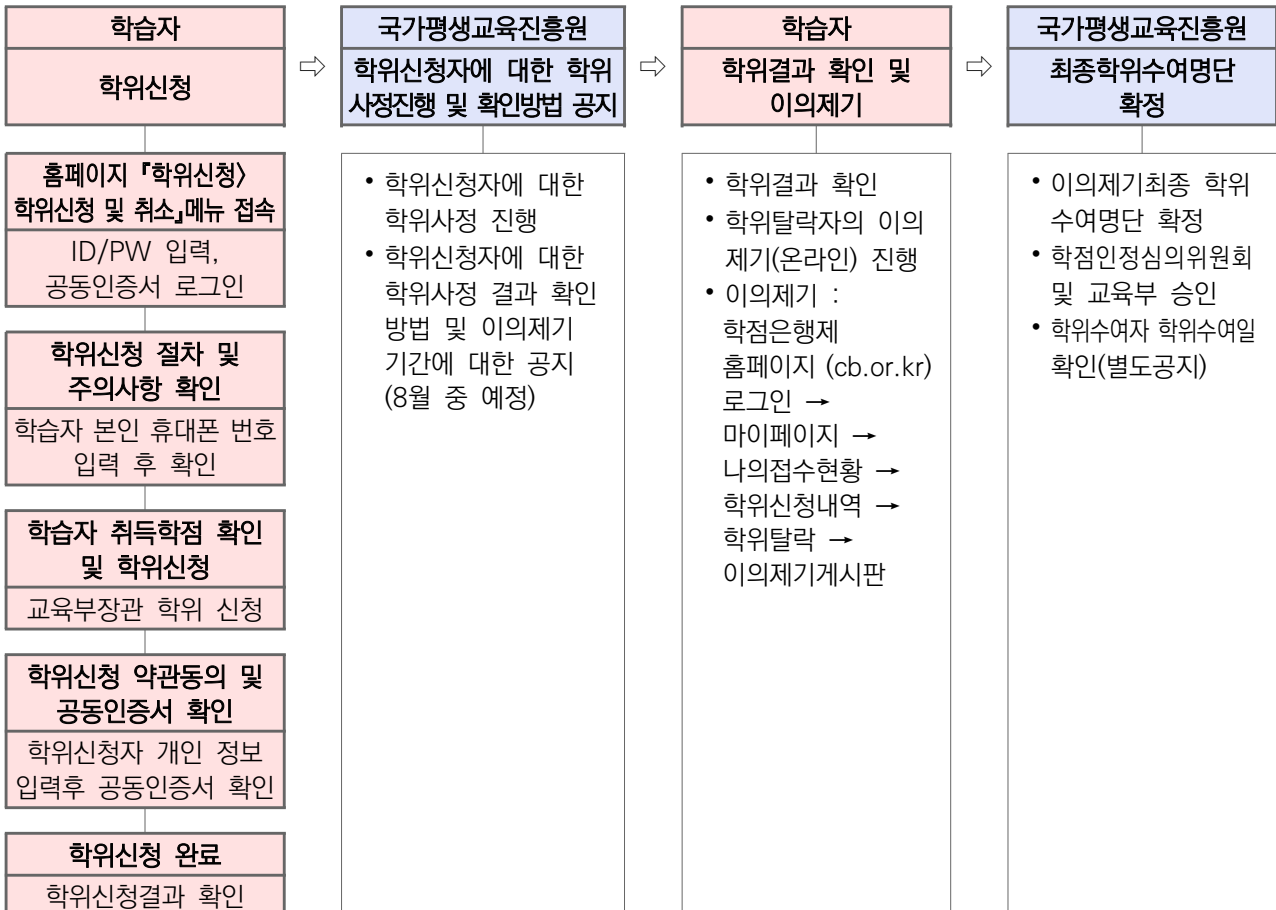 학습자
학위신청
⇨
국가평생교육진흥원
학위신청자에 대한 학위
사정진행 및 확인방법 공지
⇨
학습자
학위결과 확인 및
이의제기
⇨
국가평생교육진흥원
최종학위수여명단
확정
홈페이지 『학위신청〉
학위신청 및 취소」메뉴 접속
ID/PW 입력,
공동인증서 로그인
학위신청 절차 및
주의사항 확인
학습자 본인 휴대폰 번호
입력 후 확인
학습자 취득학점 확인
및 학위신청
교육부장관 학위 신청
학위신청 약관동의 및
공동인증서 확인
학위신청자 개인 정보
입력후 공동인증서 확인
학위신청 완료
학위신청결과 확인
• 학위신청자에 대한
학위사정 진행
• 학위신청자에 대한
학위사정 결과 확인
방법 및 이의제기
기간에 대한 공지
(8월 중 예정)
• 학위결과 확인
• 학위탈락자의 이의
제기(온라인) 진행
• 이의제기 :
학점은행제
홈페이지 (cb.or.kr)
로그인 →
마이페이지 →
나의접수현황 →
학위신청내역 →
학위탈락 →
이의제기게시판
• 이의제기최종 학위
수여명단 확정
• 학점인정심의위원회
및 교육부 승인
• 학위수여자 학위수여일
확인(별도공지)